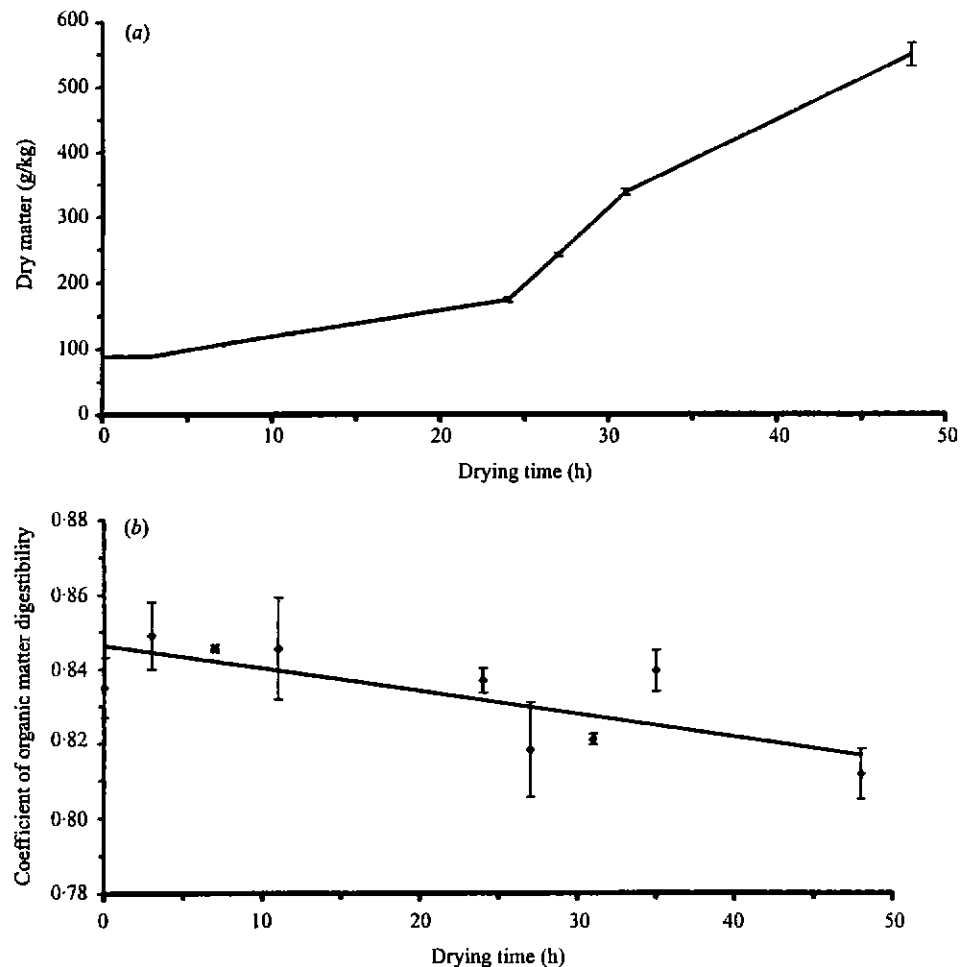 (a)
600
500
400
300
200
100
0
Dry matter (g/kg)
0 10 20 30 40 50
Drying time (h)
(b)
0·88
0·86
0·84
0·82
0·80
0·78
Coefficient of organic matter digestibility
0 10 20 30 40 50
Drying time (h)